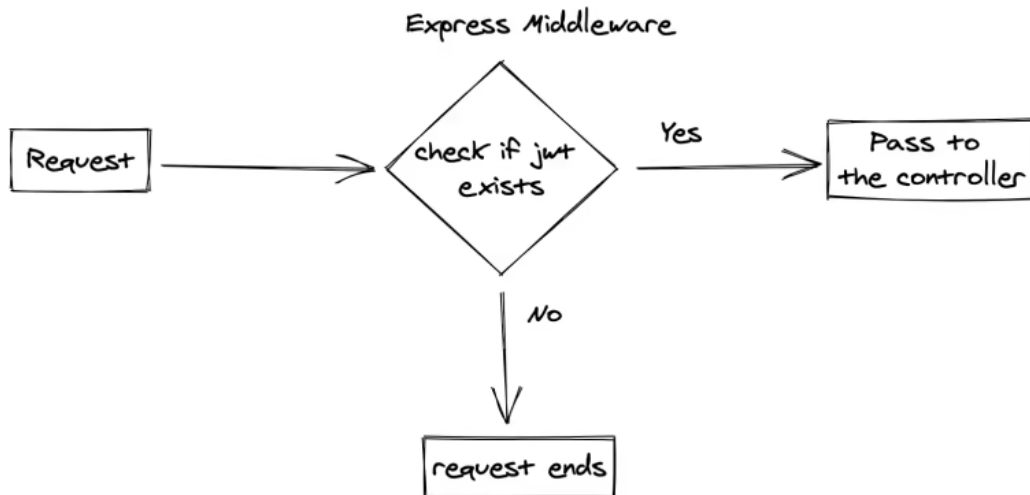 Express Middleware
Request
check if jwt
exists
Yes
Pass to
the controller
No
request ends